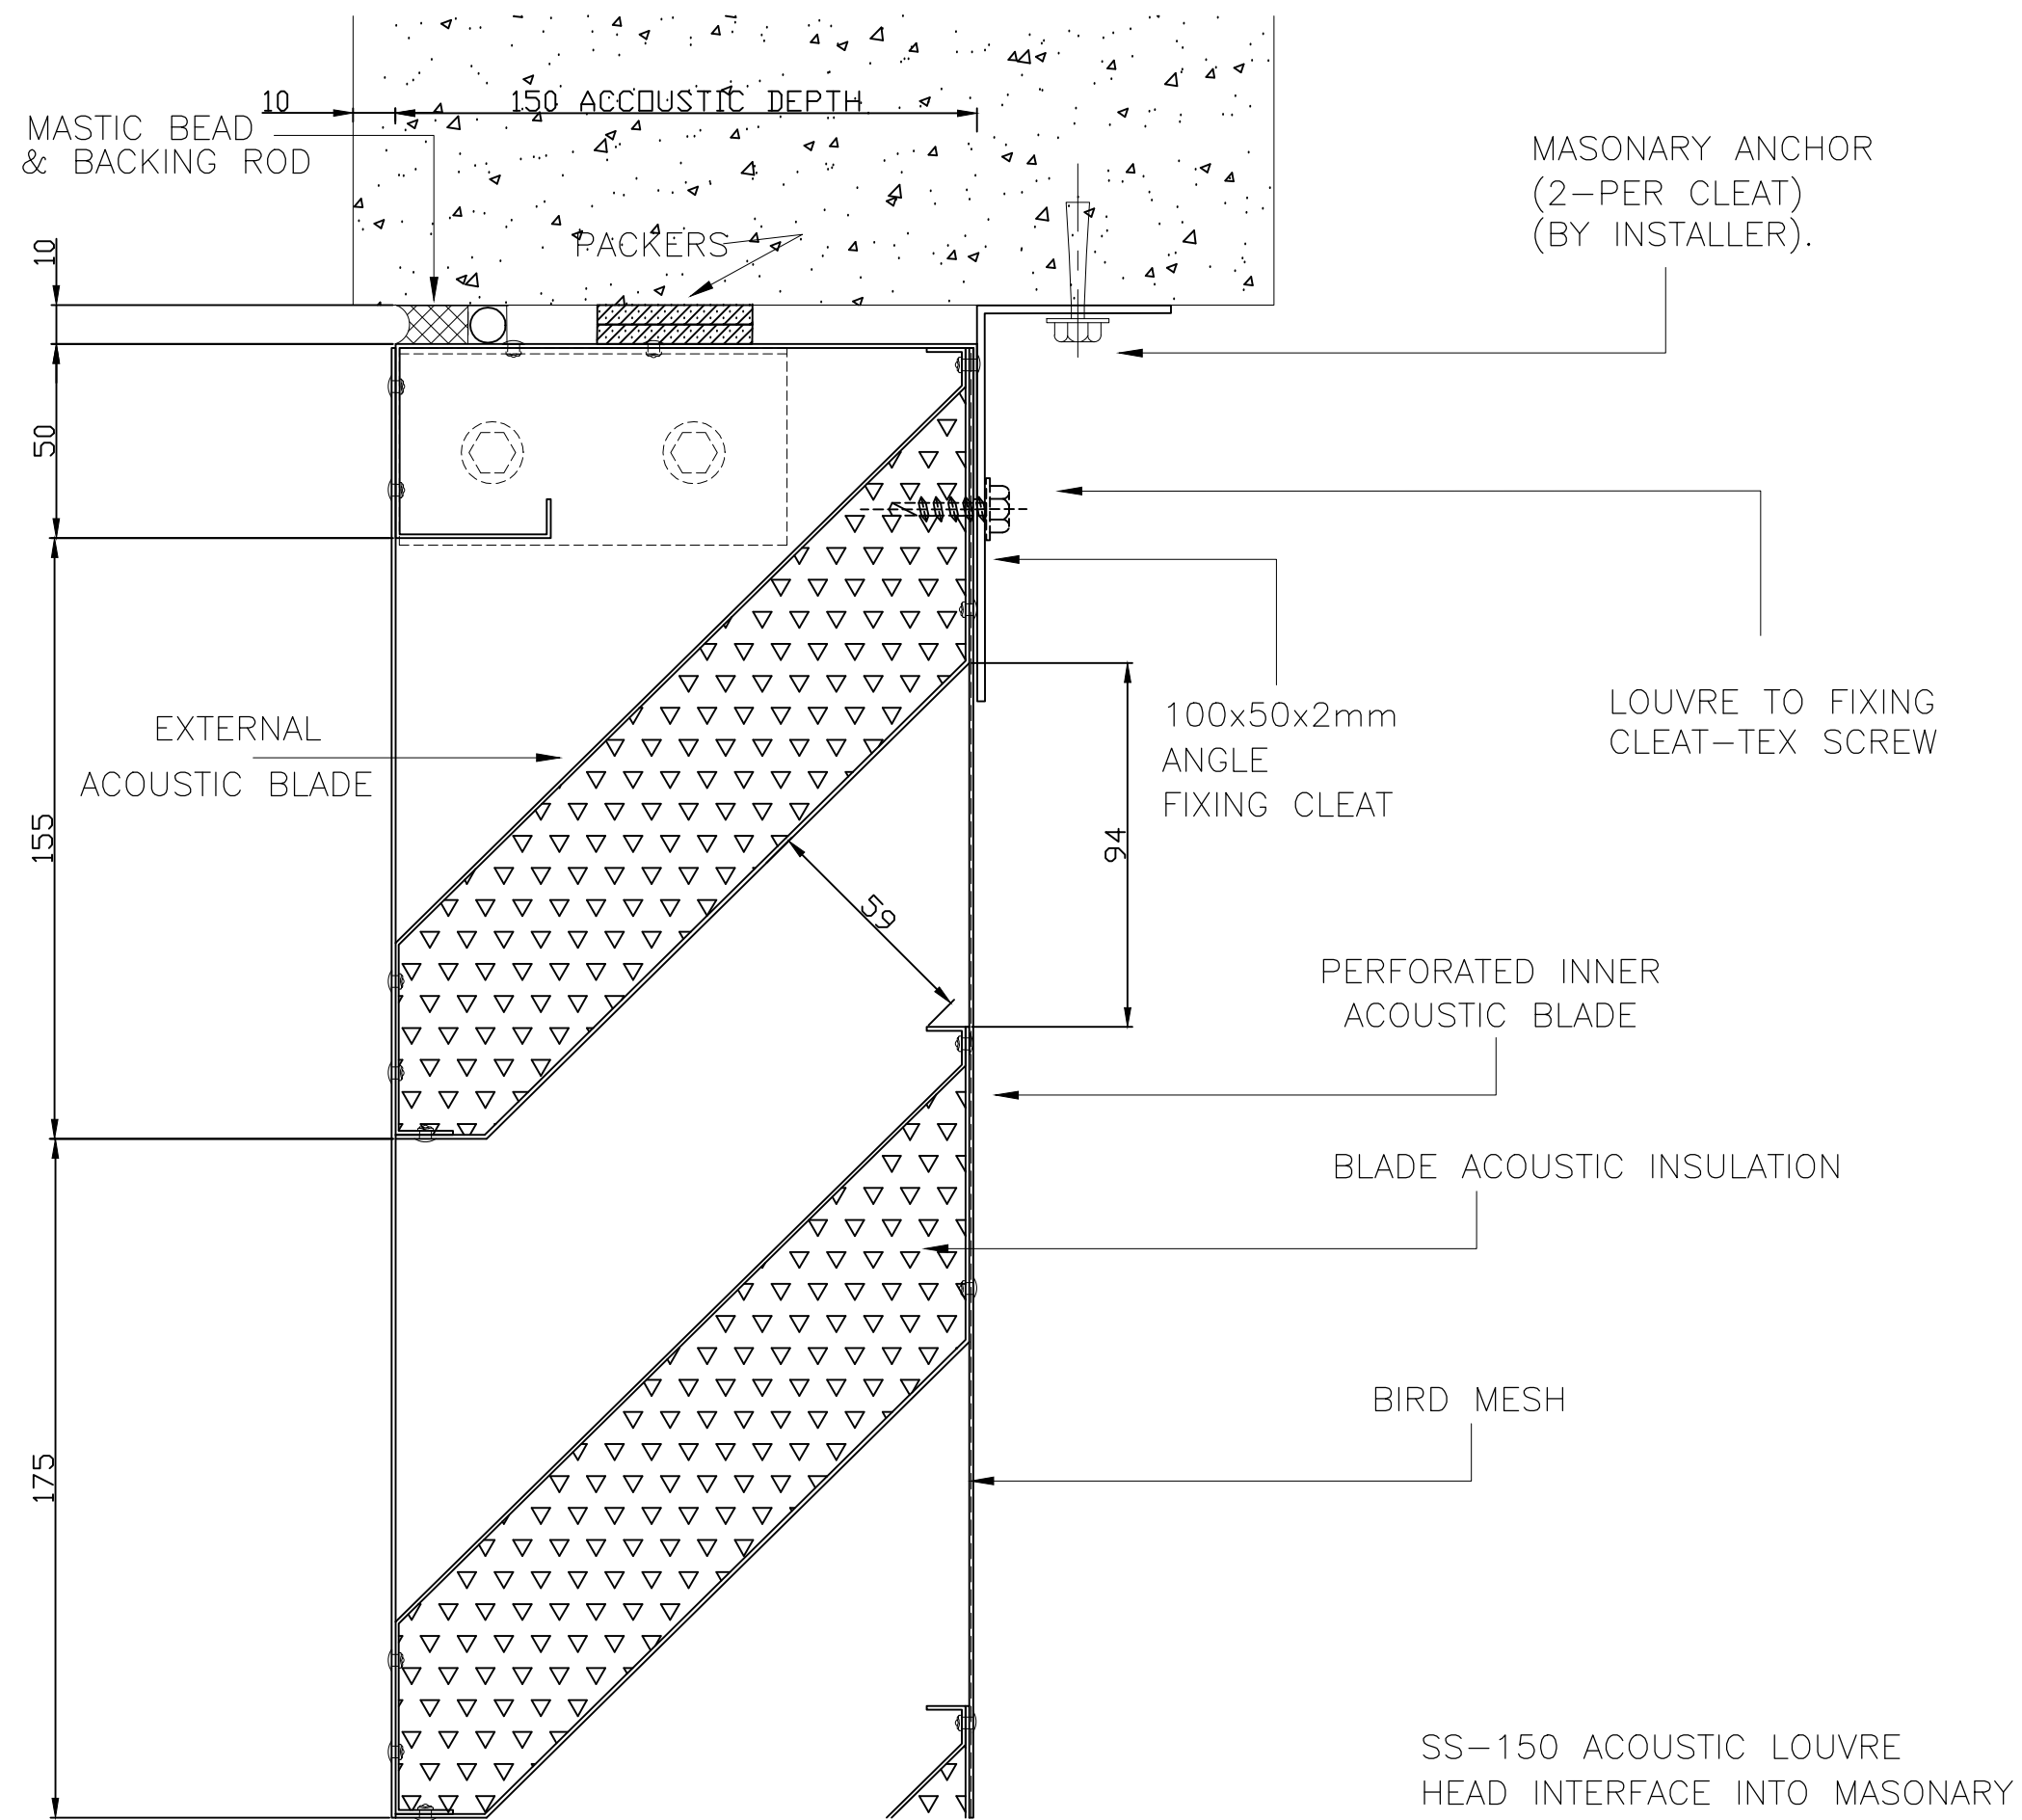 10
150 ACCOUSTIC DEPTH
MASTIC BEAD
& BACKING ROD
MASONARY ANCHOR
(2-PER CLEAT)
(BY INSTALLER).
PACKERS
10
50
EXTERNAL
ACOUSTIC BLADE
155
100x50x2mm
ANGLE
FIXING CLEAT
LOUVRE TO FIXING
CLEAT-TEX SCREW
94
59
PERFORATED INNER
ACOUSTIC BLADE
BLADE ACOUSTIC INSULATION
BIRD MESH
175
SS-150 ACOUSTIC LOUVRE
HEAD INTERFACE INTO MASONARY